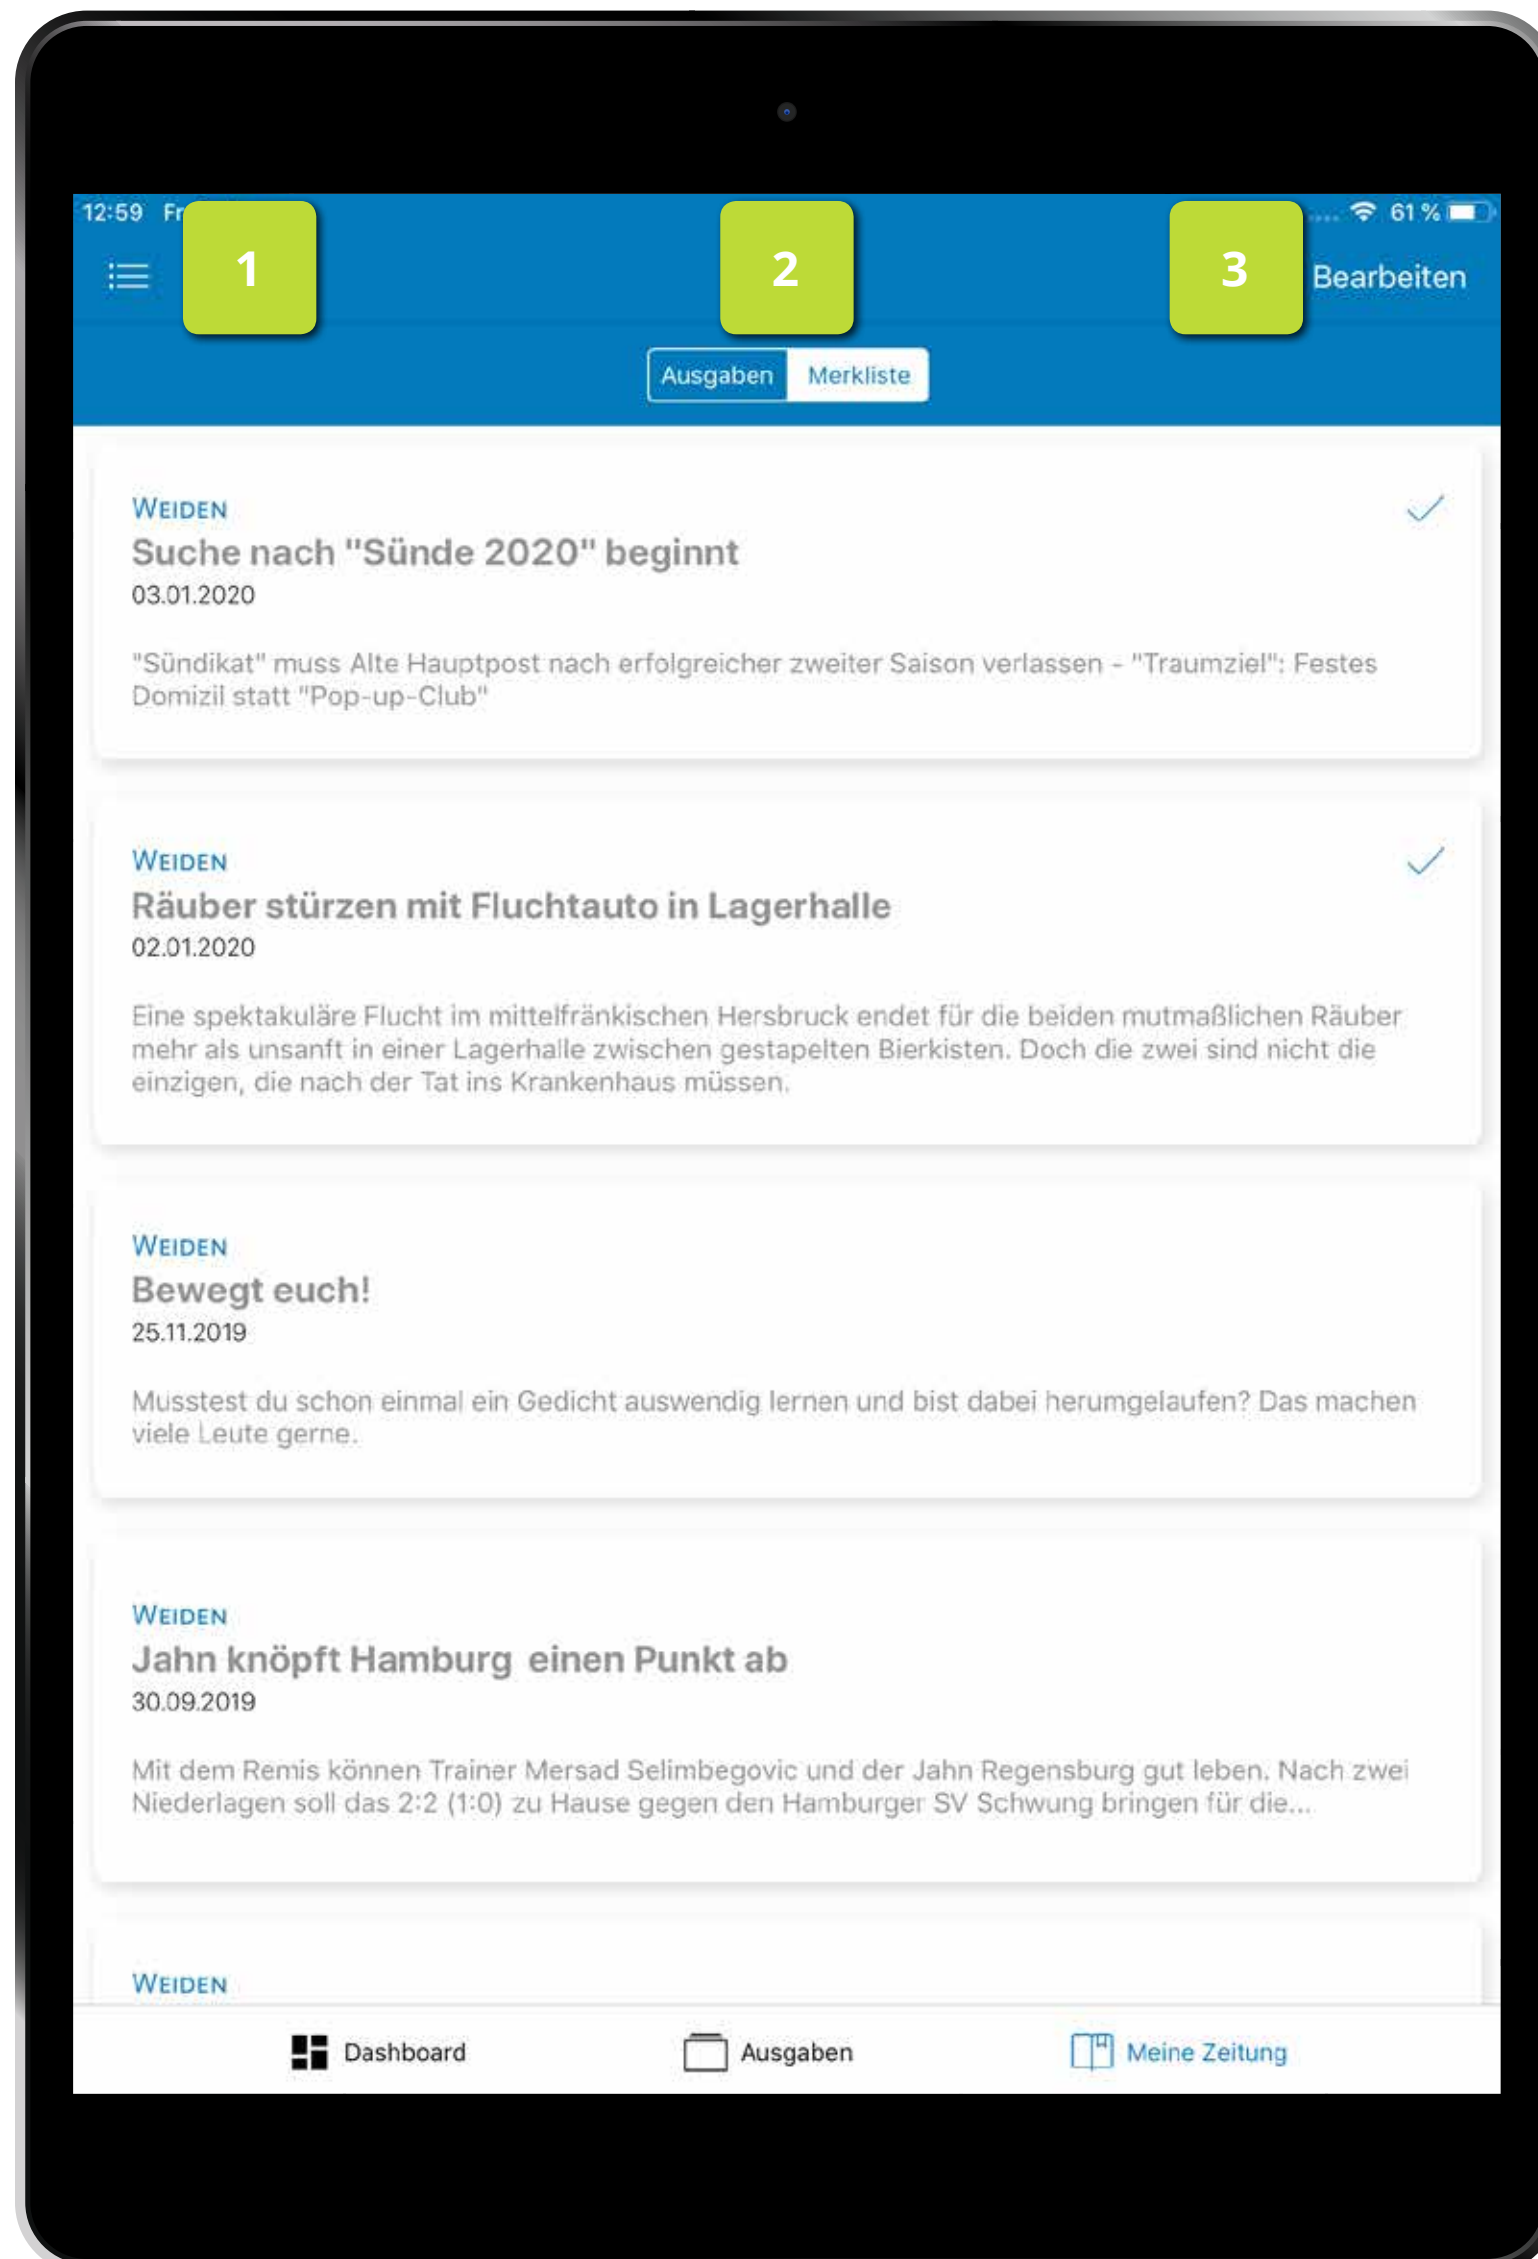 12:59 Fr
61 %
1
2
3
Bearbeiten
Ausgaben Merkliste
WEIDEN
Suche nach "Sünde 2020" beginnt
03.01.2020
"Sündikat" muss Alte Hauptpost nach erfolgreicher zweiter Saison verlassen - "Traumziel": Festes
Domizil statt "Pop-up-Club"
WEIDEN
Räuber stürzen mit Fluchtauto in Lagerhalle
02.01.2020
Eine spektakuläre Flucht im mittelfränkischen Hersbruck endet für die beiden mutmaßlichen Räuber
mehr als unsanft in einer Lagerhalle zwischen gestapelten Bierkisten. Doch die zwei sind nicht die
einzigen, die nach der Tat ins Krankenhaus müssen.
WEIDEN
Bewegt euch!
25.11.2019
Musstest du schon einmal ein Gedicht auswendig lernen und bist dabei herumgelaufen? Das machen
viele Leute gerne.
WEIDEN
Jahn knöpft Hamburg einen Punkt ab
30.09.2019
Mit dem Remis können Trainer Mersad Selimbegovic und der Jahn Regensburg gut leben. Nach zwei
Niederlagen soll das 2:2 (1:0) zu Hause gegen den Hamburger SV Schwung bringen für die...
WEIDEN
Dashboard
Ausgaben
Meine Zeitung